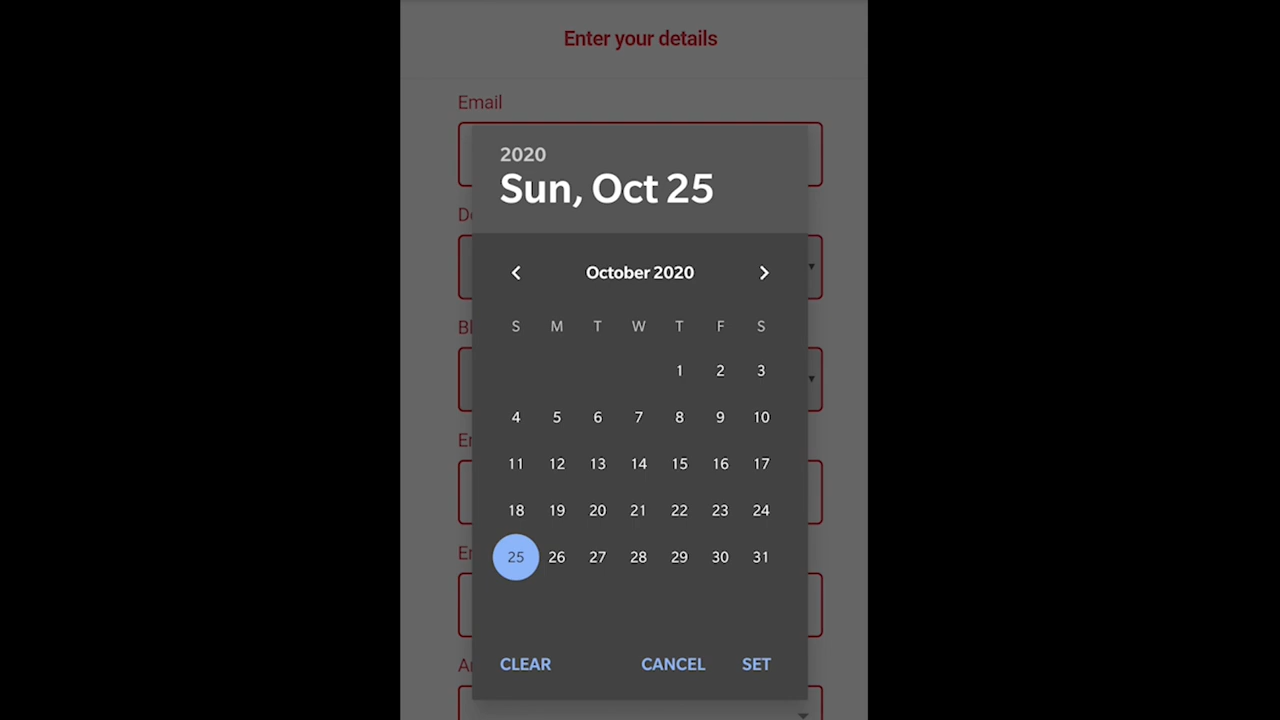 Enter your details
Email
2020
Sun, Oct 25
October 2020
S M T W T F S
1 2 3
4 5 6 7 8 9 10
11 12 13 14 15 16 17
18 19 20 21 22 23 24
25 26 27 28 29 30 31
CLEAR CANCEL SET